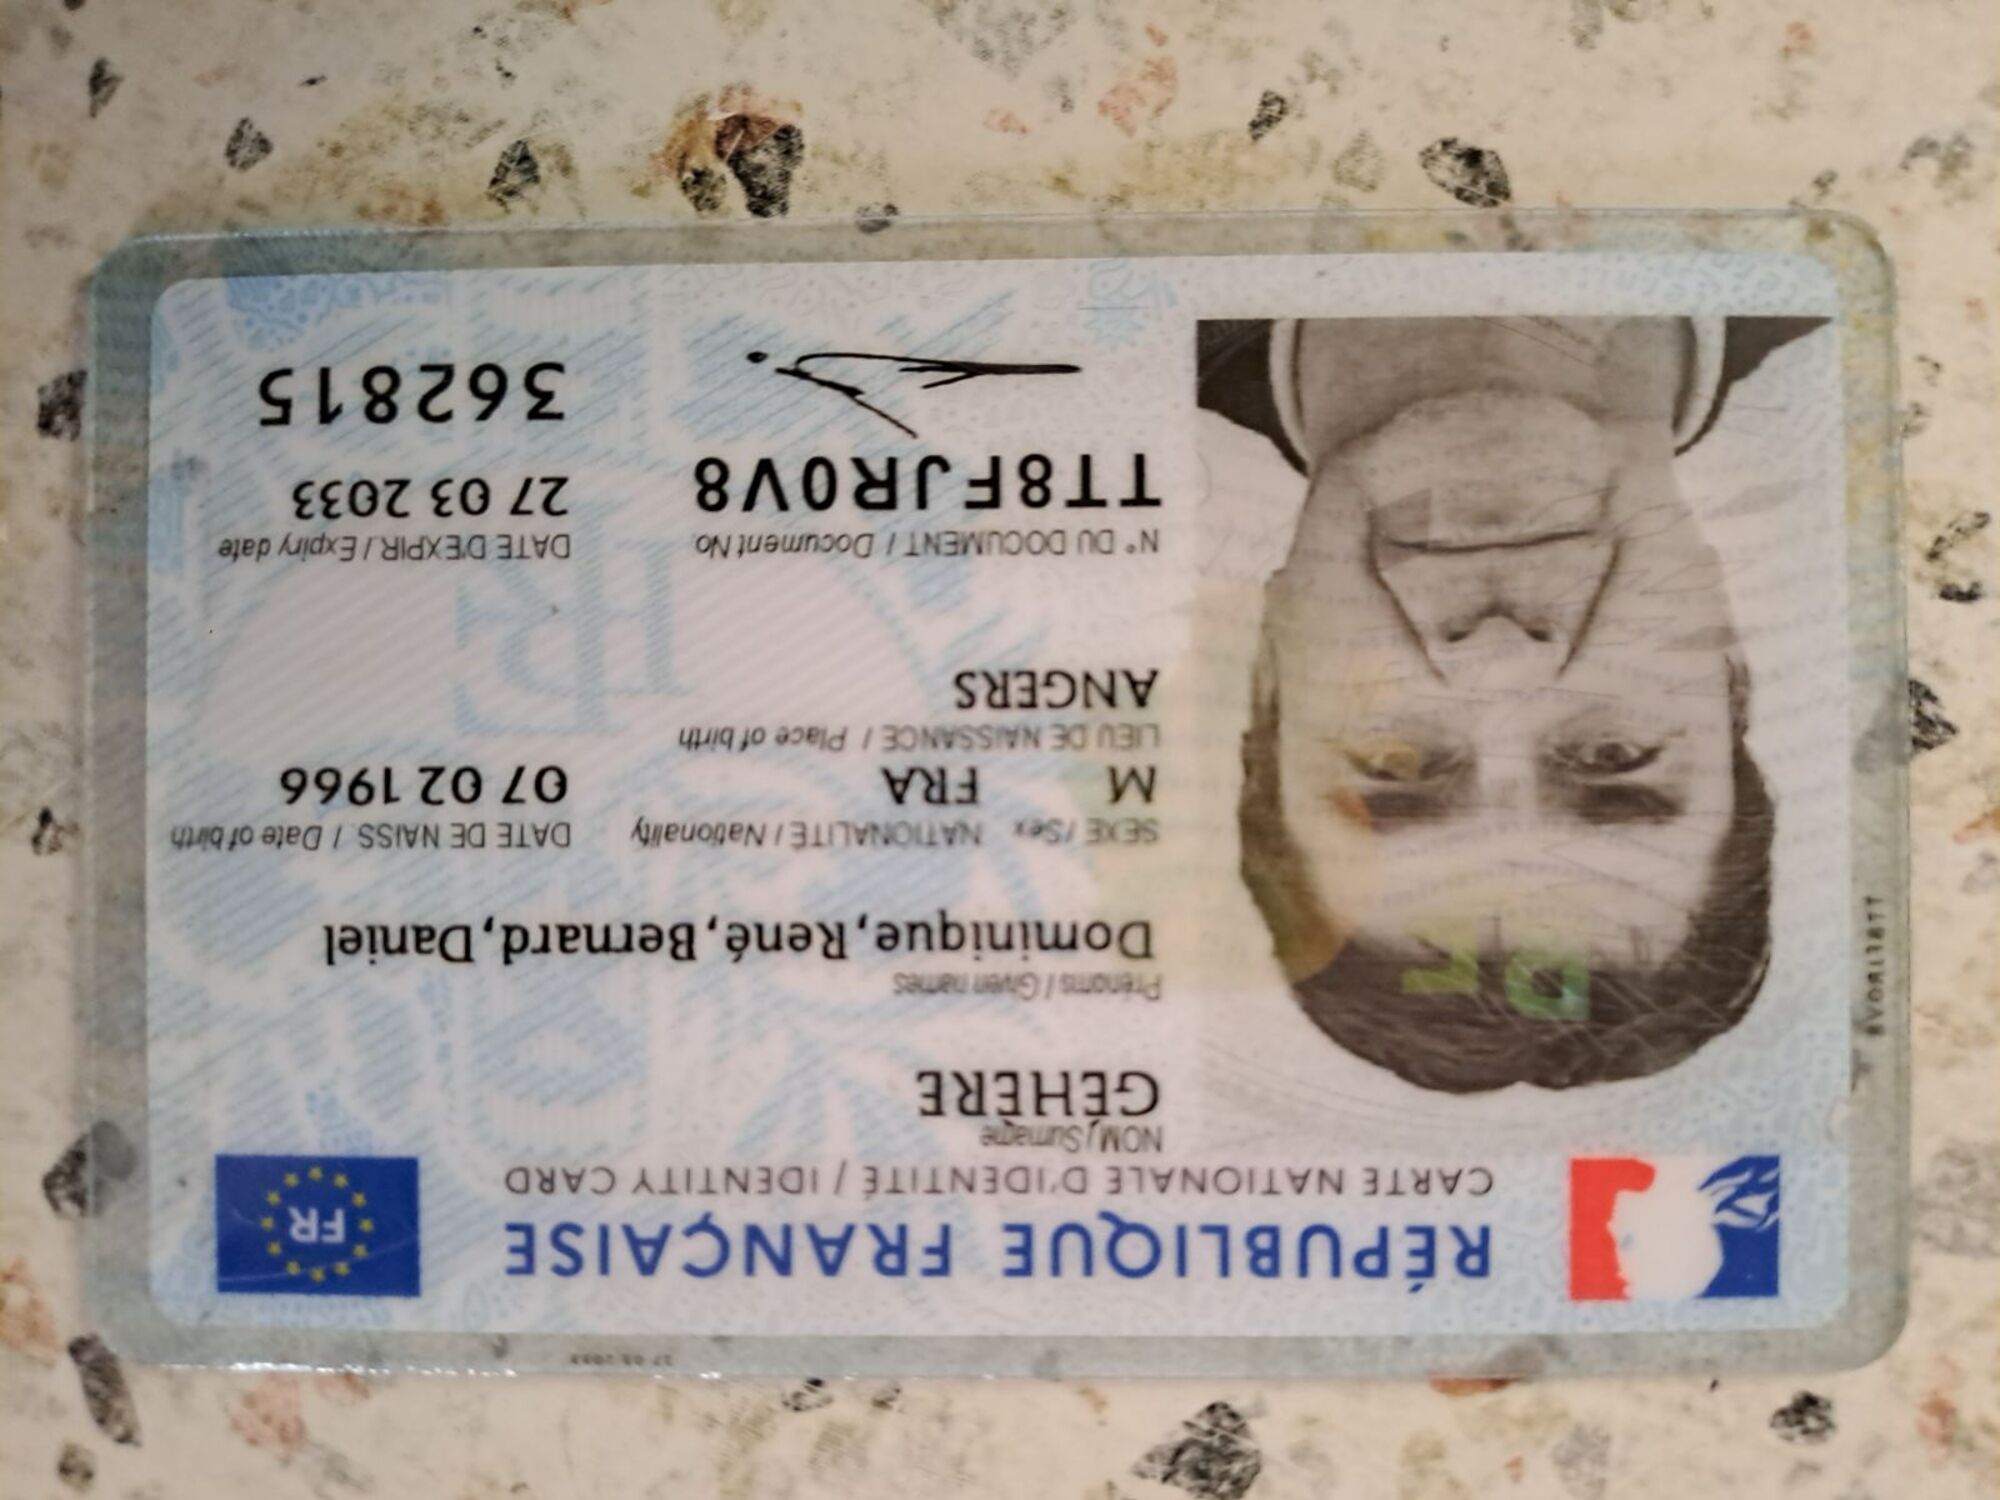 RÉPUBLIQUE FRANÇAISE
CARTE NATIONALE D'IDENTITÉ / IDENTITY CARD
FR
NOM / Surname
GÉHÈRE
Prénoms / Given names
Dominique, René, Bernard, Daniel
SEXE / Sex NATIONALITÉ / Nationality DATE DE NAISS. / Date of birth
M FRA 07 02 1966
LIEU DE NAISSANCE / Place of birth
ANGERS
N° DU DOCUMENT / Document No DATE D'EXPIR. / Expiry date
TT8FJR0V8 27 03 2033
362815